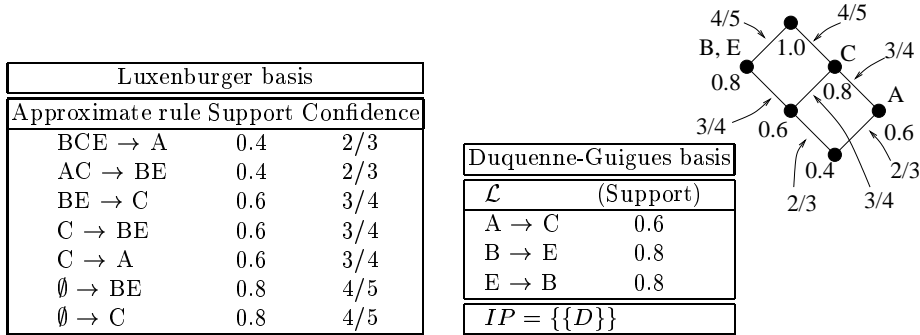 Luxenburger basis
Approximate rule Support Confidence
BCE → A 0.4 2/3
AC → BE 0.4 2/3
BE → C 0.6 3/4
C → BE 0.6 3/4
C → A 0.6 3/4
∅ → BE 0.8 4/5
∅ → C 0.8 4/5
Duquenne-Guigues basis
ℒ (Support)
A → C 0.6
B → E 0.8
E → B 0.8
IP = {{D}}
4/5 4/5
1.0
B, E C 3/4
0.8 0.8 A
3/4 0.6 0.6
0.4 2/3
2/3 3/4